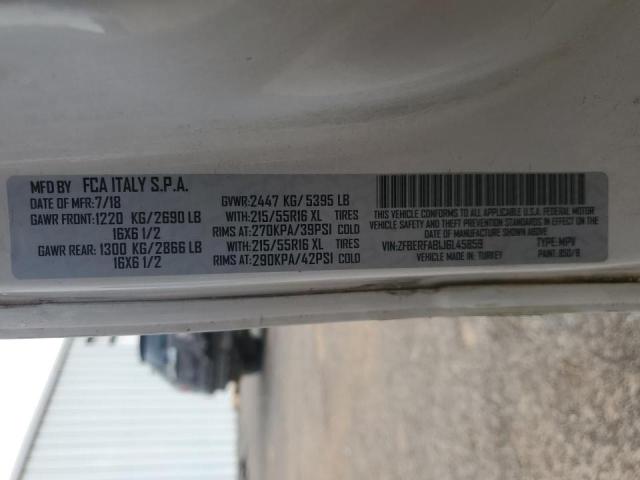 MFD BY FCA ITALY S.P.A.
DATE OF MFR:7/18 GVWR:2447 KG/5395 LB
GAWR FRONT:1220 KG/2690 LB WITH:215/55R16 XL TIRES
16X6 1/2 RIMS AT:270KPA/39PSI COLD
GAWR REAR:1300 KG/2866 LB WITH:215/55R16 XL TIRES
16X6 1/2 RIMS AT:290KPA/42PSI COLD
THIS VEHICLE CONFORMS TO ALL APPLICABLE U.S.A. FEDERAL MOTOR
VEHICLE SAFETY STANDARDS IN EFFECT ON THE
DATE OF MANUFACTURE SHOWN ABOVE
VIN: TYPE:MPV
VEHICLE MADE IN: TURKEY PAINT: